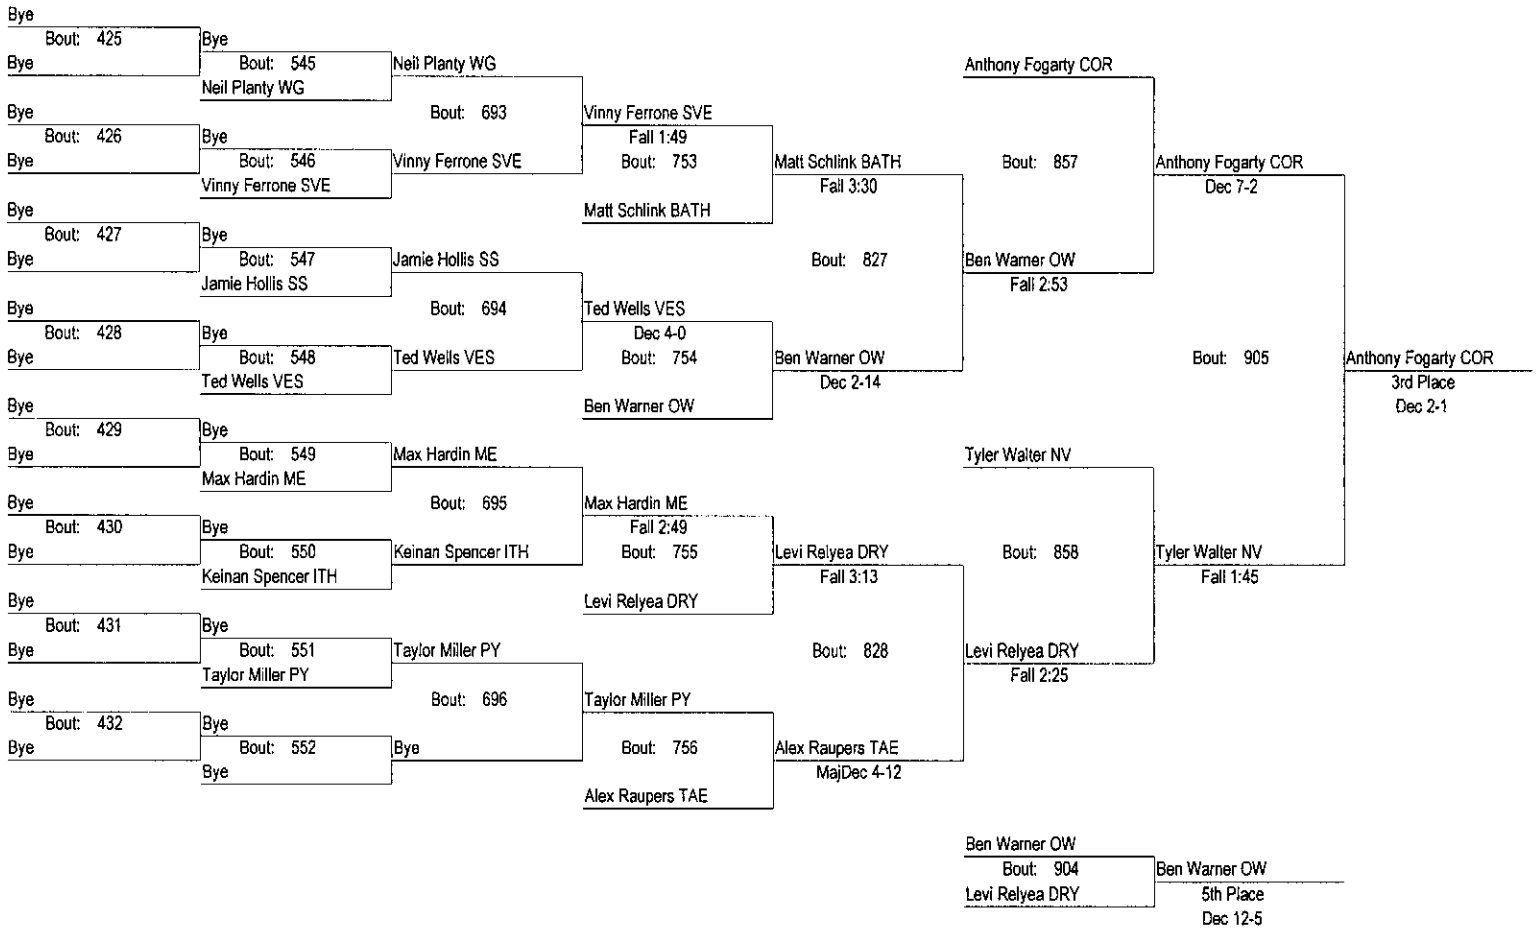 Bye
Bout: 425
Bye
Bye
Bout: 545
Neil Planty WG
Neil Planty WG
Bout: 693
Bye
Bout: 426
Bye
Bye
Bout: 546
Vinny Ferrone SVE
Vinny Ferrone SVE
Vinny Ferrone SVE
Fall 1:49
Bout: 753
Matt Schlink BATH
Matt Schlink BATH
Fall 3:30
Bout: 827
Bye
Bout: 427
Bye
Bye
Bout: 547
Jamie Hollis SS
Jamie Hollis SS
Bout: 694
Bye
Bout: 428
Bye
Bye
Bout: 548
Ted Wells VES
Ted Wells VES
Ted Wells VES
Dec 4-0
Bout: 754
Ben Warner OW
Ben Warner OW
Dec 2-14
Anthony Fogarty COR
Bout: 857
Ben Warner OW
Fall 2:53
Anthony Fogarty COR
Dec 7-2
Bout: 905
Anthony Fogarty COR
3rd Place
Dec 2-1
Bye
Bout: 429
Bye
Bye
Bout: 549
Max Hardin ME
Max Hardin ME
Bout: 695
Bye
Bout: 430
Bye
Bye
Bout: 550
Keinan Spencer ITH
Keinan Spencer ITH
Max Hardin ME
Fall 2:49
Bout: 755
Levi Relyea DRY
Levi Relyea DRY
Fall 3:13
Bout: 828
Bye
Bout: 431
Bye
Bye
Bout: 551
Taylor Miller PY
Taylor Miller PY
Bout: 696
Bye
Bout: 432
Bye
Bye
Bout: 552
Bye
Bye
Taylor Miller PY
Bout: 756
Alex Raupers TAE
Alex Raupers TAE
MajDec 4-12
Tyler Walter NV
Bout: 858
Levi Relyea DRY
Fall 2:25
Tyler Walter NV
Fall 1:45
Ben Warner OW
Bout: 904
Levi Relyea DRY
Ben Warner OW
5th Place
Dec 12-5